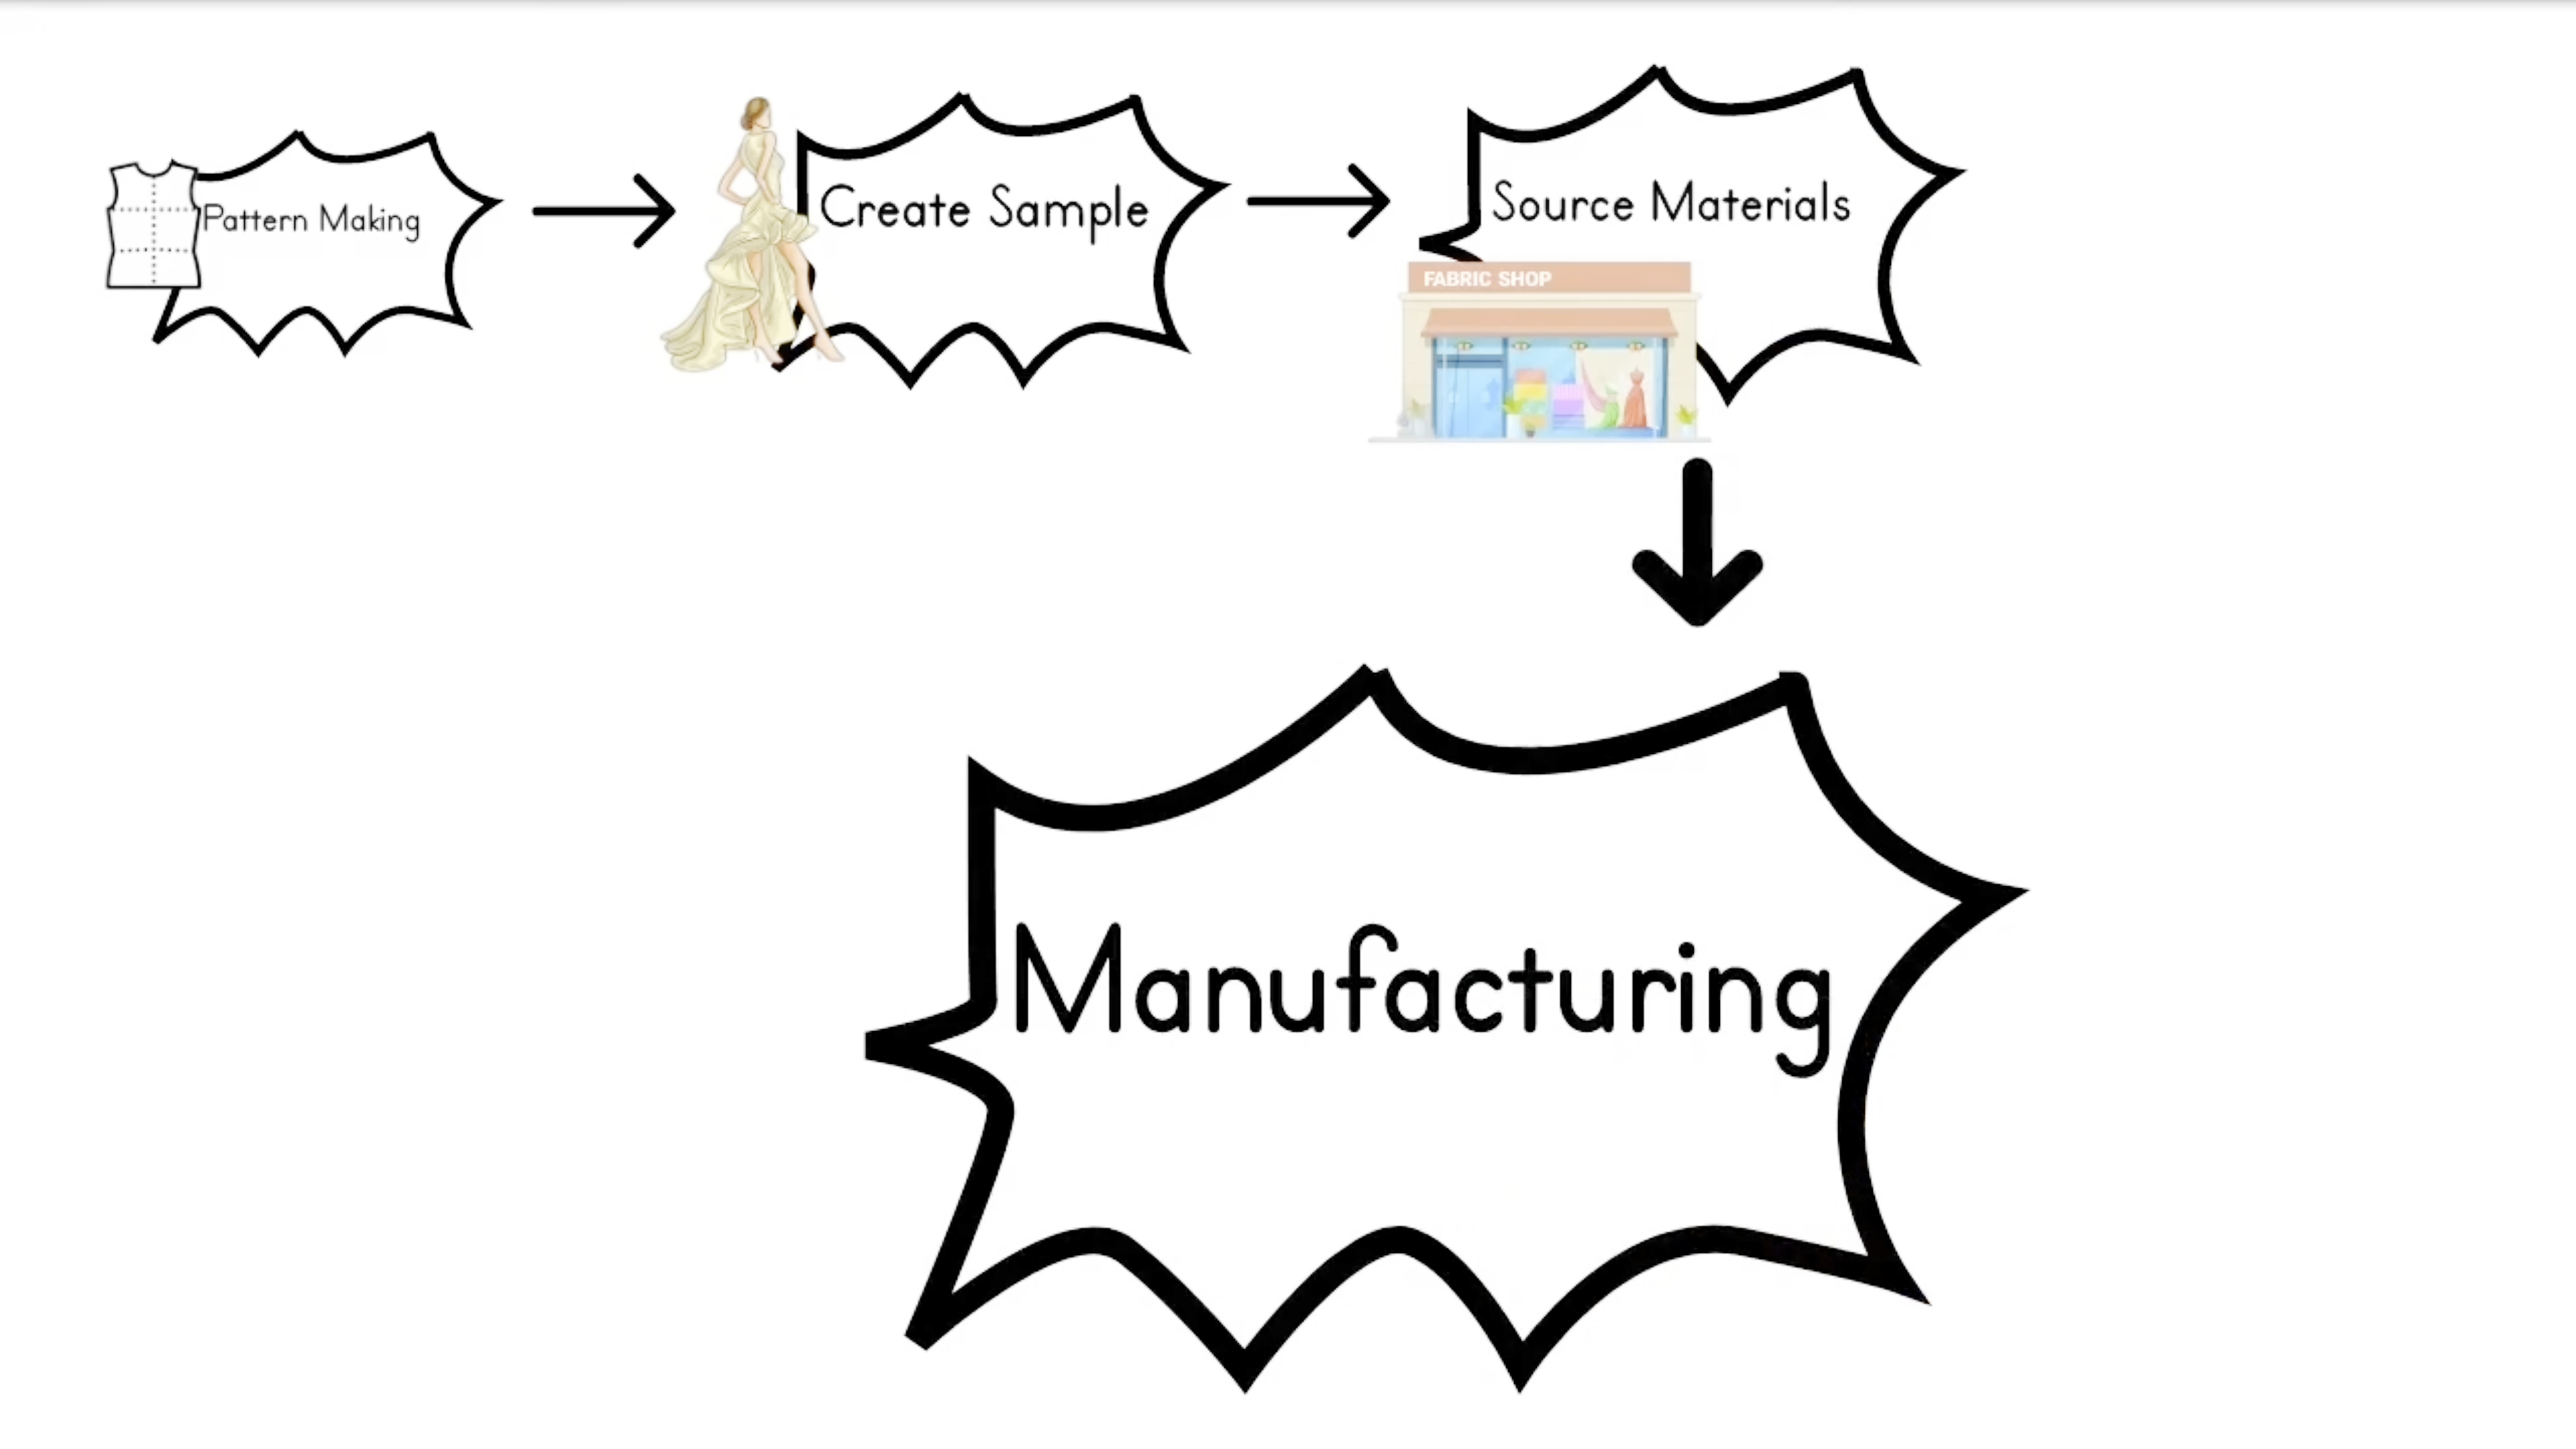 Pattern Making
Create Sample
Source Materials
FABRIC SHOP
Manufacturing